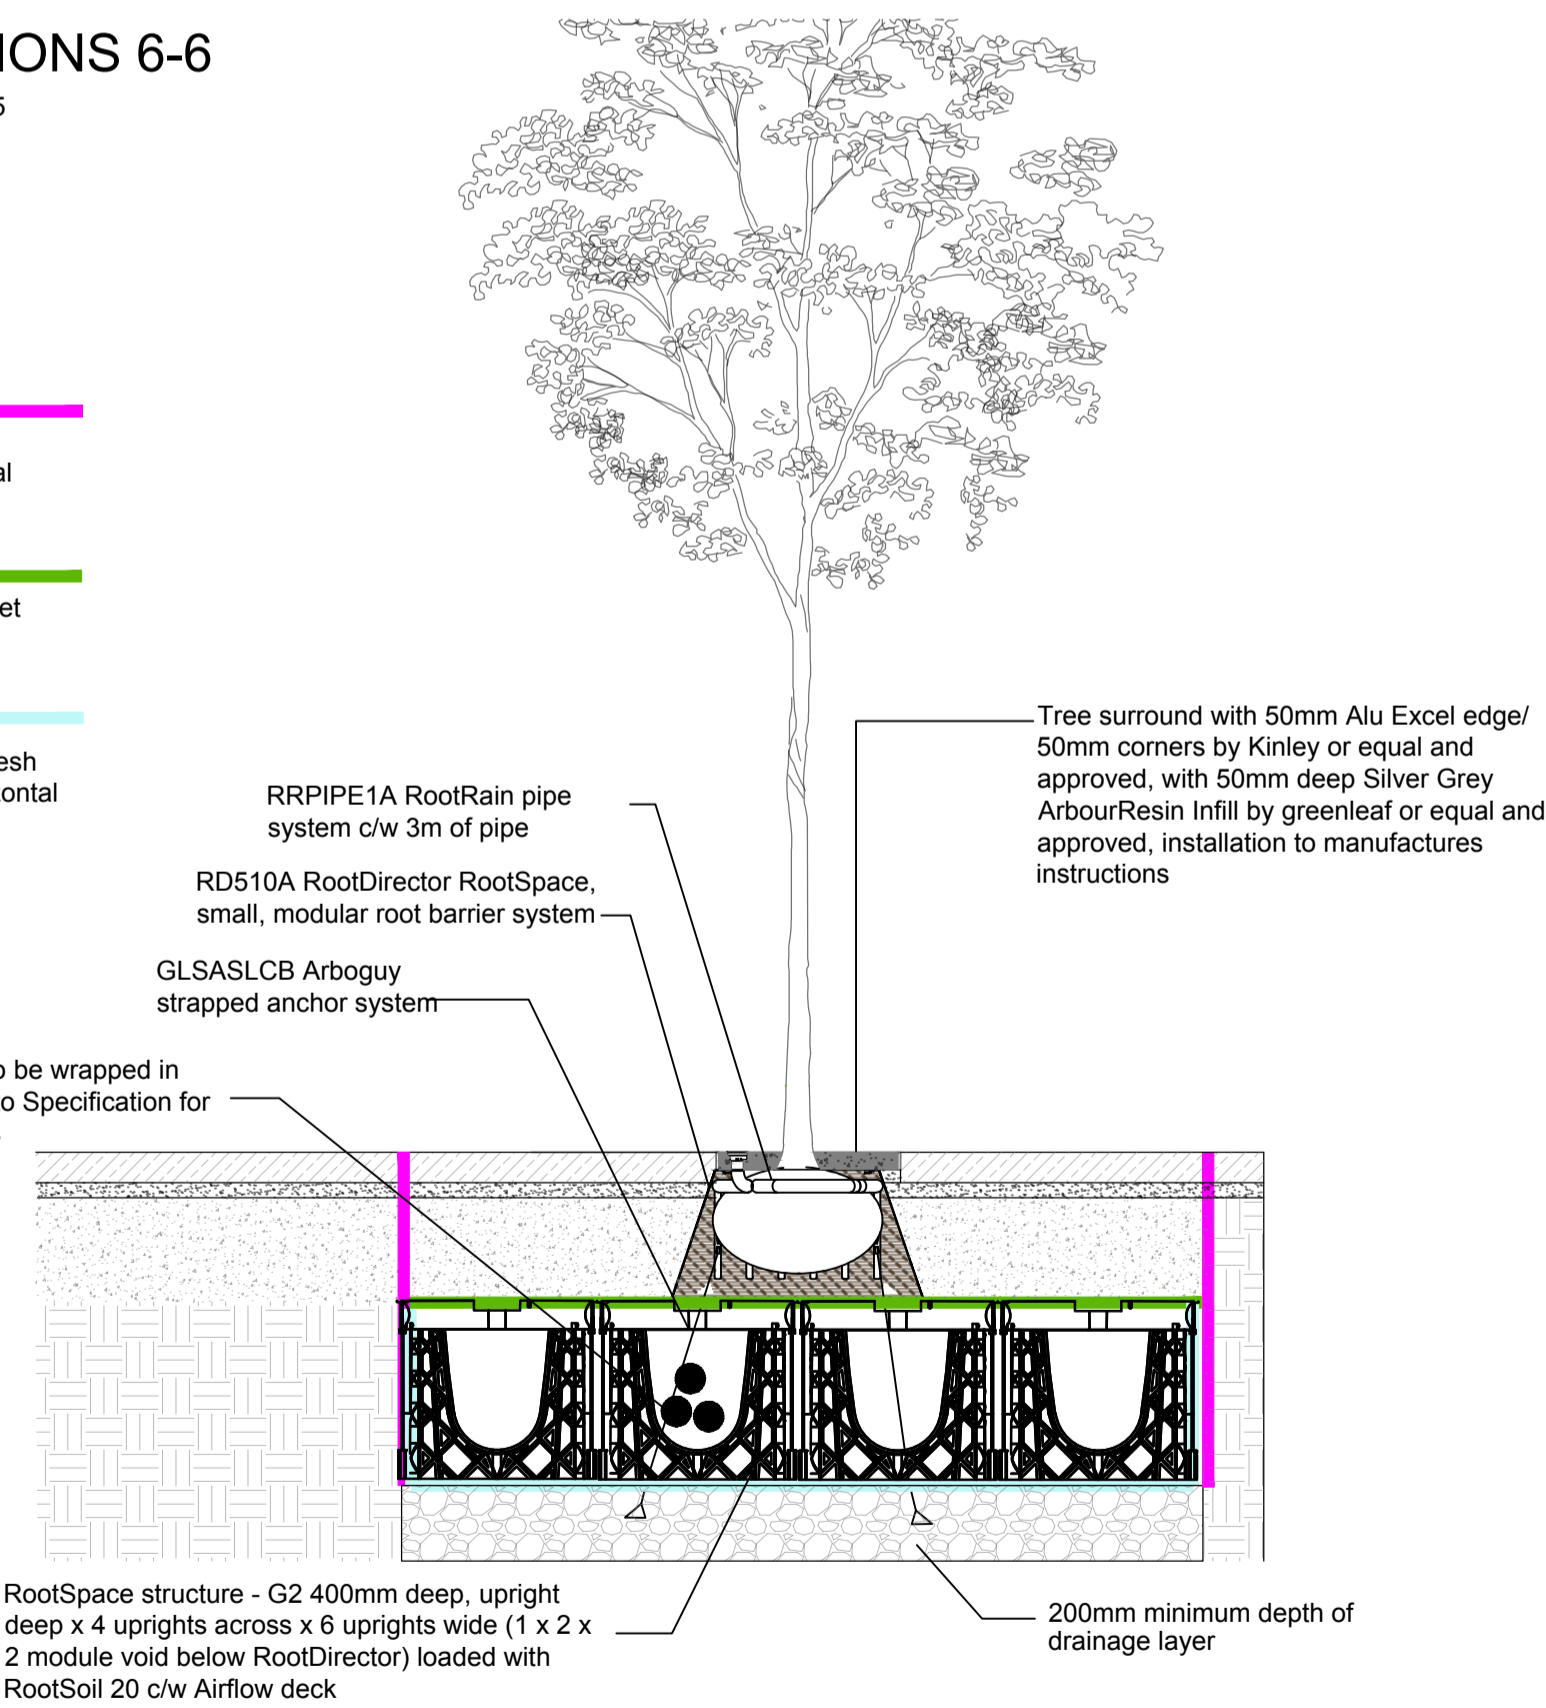 IONS 6-6
5
al
et
esh
ontal
Tree surround with 50mm Alu Excel edge/
50mm corners by Kinley or equal and
approved, with 50mm deep Silver Grey
ArbourResin Infill by greenleaf or equal and
approved, installation to manufactures
instructions
RRPIPE1A RootRain pipe
system c/w 3m of pipe
RD510A RootDirector RootSpace,
small, modular root barrier system
GLSASLCB Arboguy
strapped anchor system
o be wrapped in
to Specification for
RootSpace structure - G2 400mm deep, upright
deep x 4 uprights across x 6 uprights wide (1 x 2 x
2 module void below RootDirector) loaded with
RootSoil 20 c/w Airflow deck
200mm minimum depth of
drainage layer